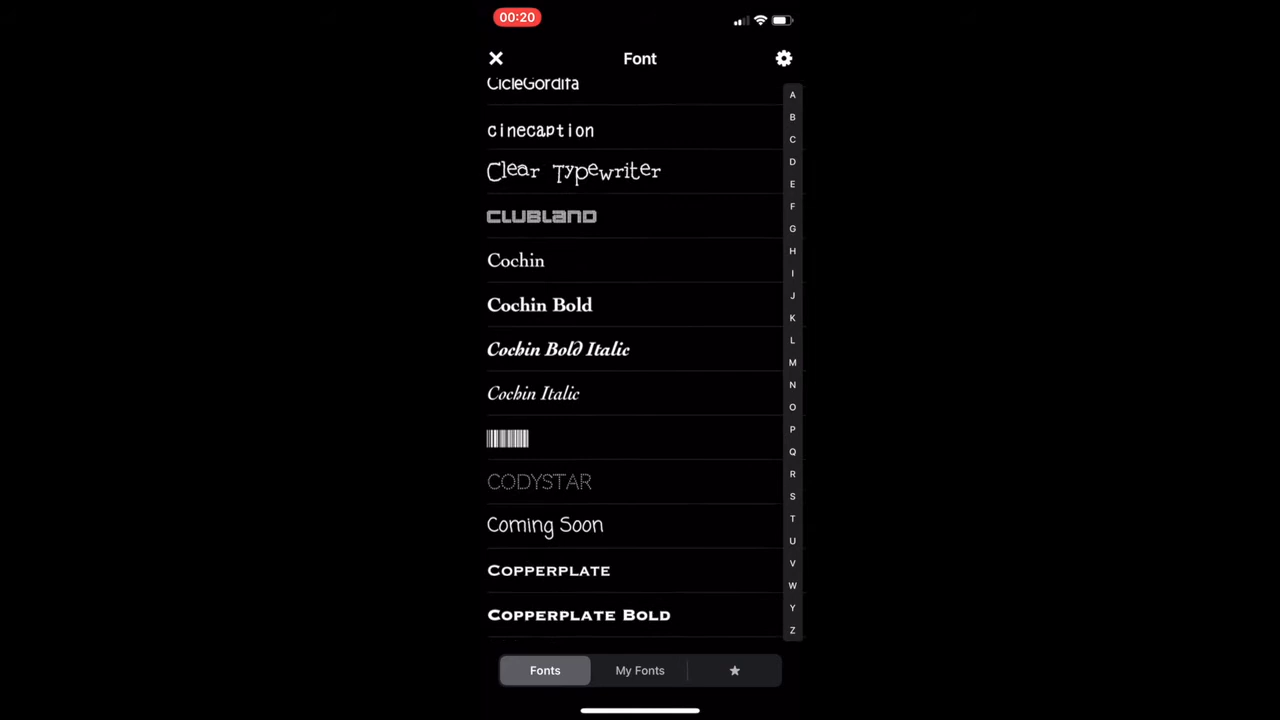 00:20
Font
CicleGordita
cinecaption
Clear Typewriter
CLUBLAND
Cochin
Cochin Bold
Cochin Bold Italic
Cochin Italic
CODYSTAR
Coming Soon
COPPERPLATE
COPPERPLATE BOLD
A
B
C
D
E
F
G
H
I
J
K
L
M
N
O
P
Q
R
S
T
U
V
W
Y
Z
Fonts My Fonts